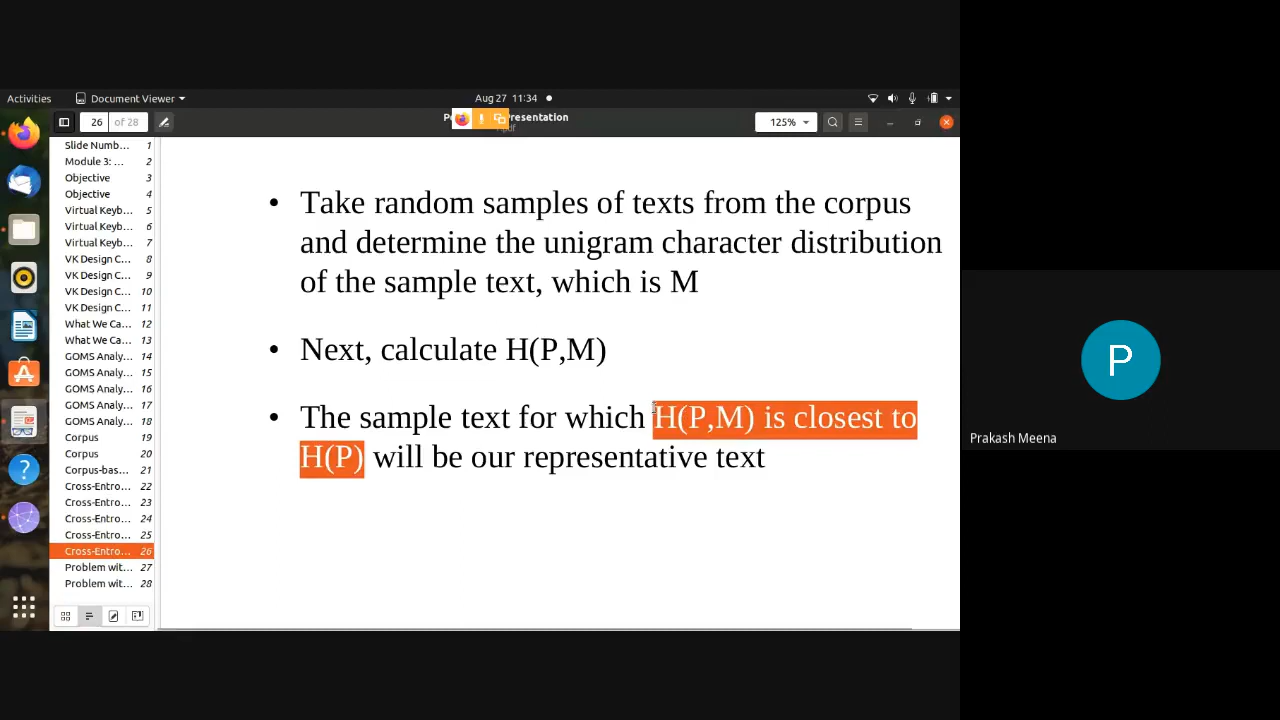 Activities
Document Viewer
Aug 27 11:34
26 of 28
Presentation
125%
Slide Numb... 1
Module 3: ... 2
Objective 3
Objective 4
Virtual Keyb... 5
Virtual Keyb... 6
Virtual Keyb... 7
VK Design C... 8
VK Design C... 9
VK Design C... 10
VK Design C... 11
What We Ca... 12
What We Ca... 13
GOMS Analy... 14
GOMS Analy... 15
GOMS Analy... 16
GOMS Analy... 17
GOMS Analy... 18
Corpus 19
Corpus 20
Corpus-bas... 21
Cross-Entro... 22
Cross-Entro... 23
Cross-Entro... 24
Cross-Entro... 25
Cross-Entro... 26
Problem wit... 27
Problem wit... 28
• Take random samples of texts from the corpus
and determine the unigram character distribution
of the sample text, which is M
• Next, calculate H(P,M)
• The sample text for which H(P,M) is closest to
H(P) will be our representative text
P
Prakash Meena